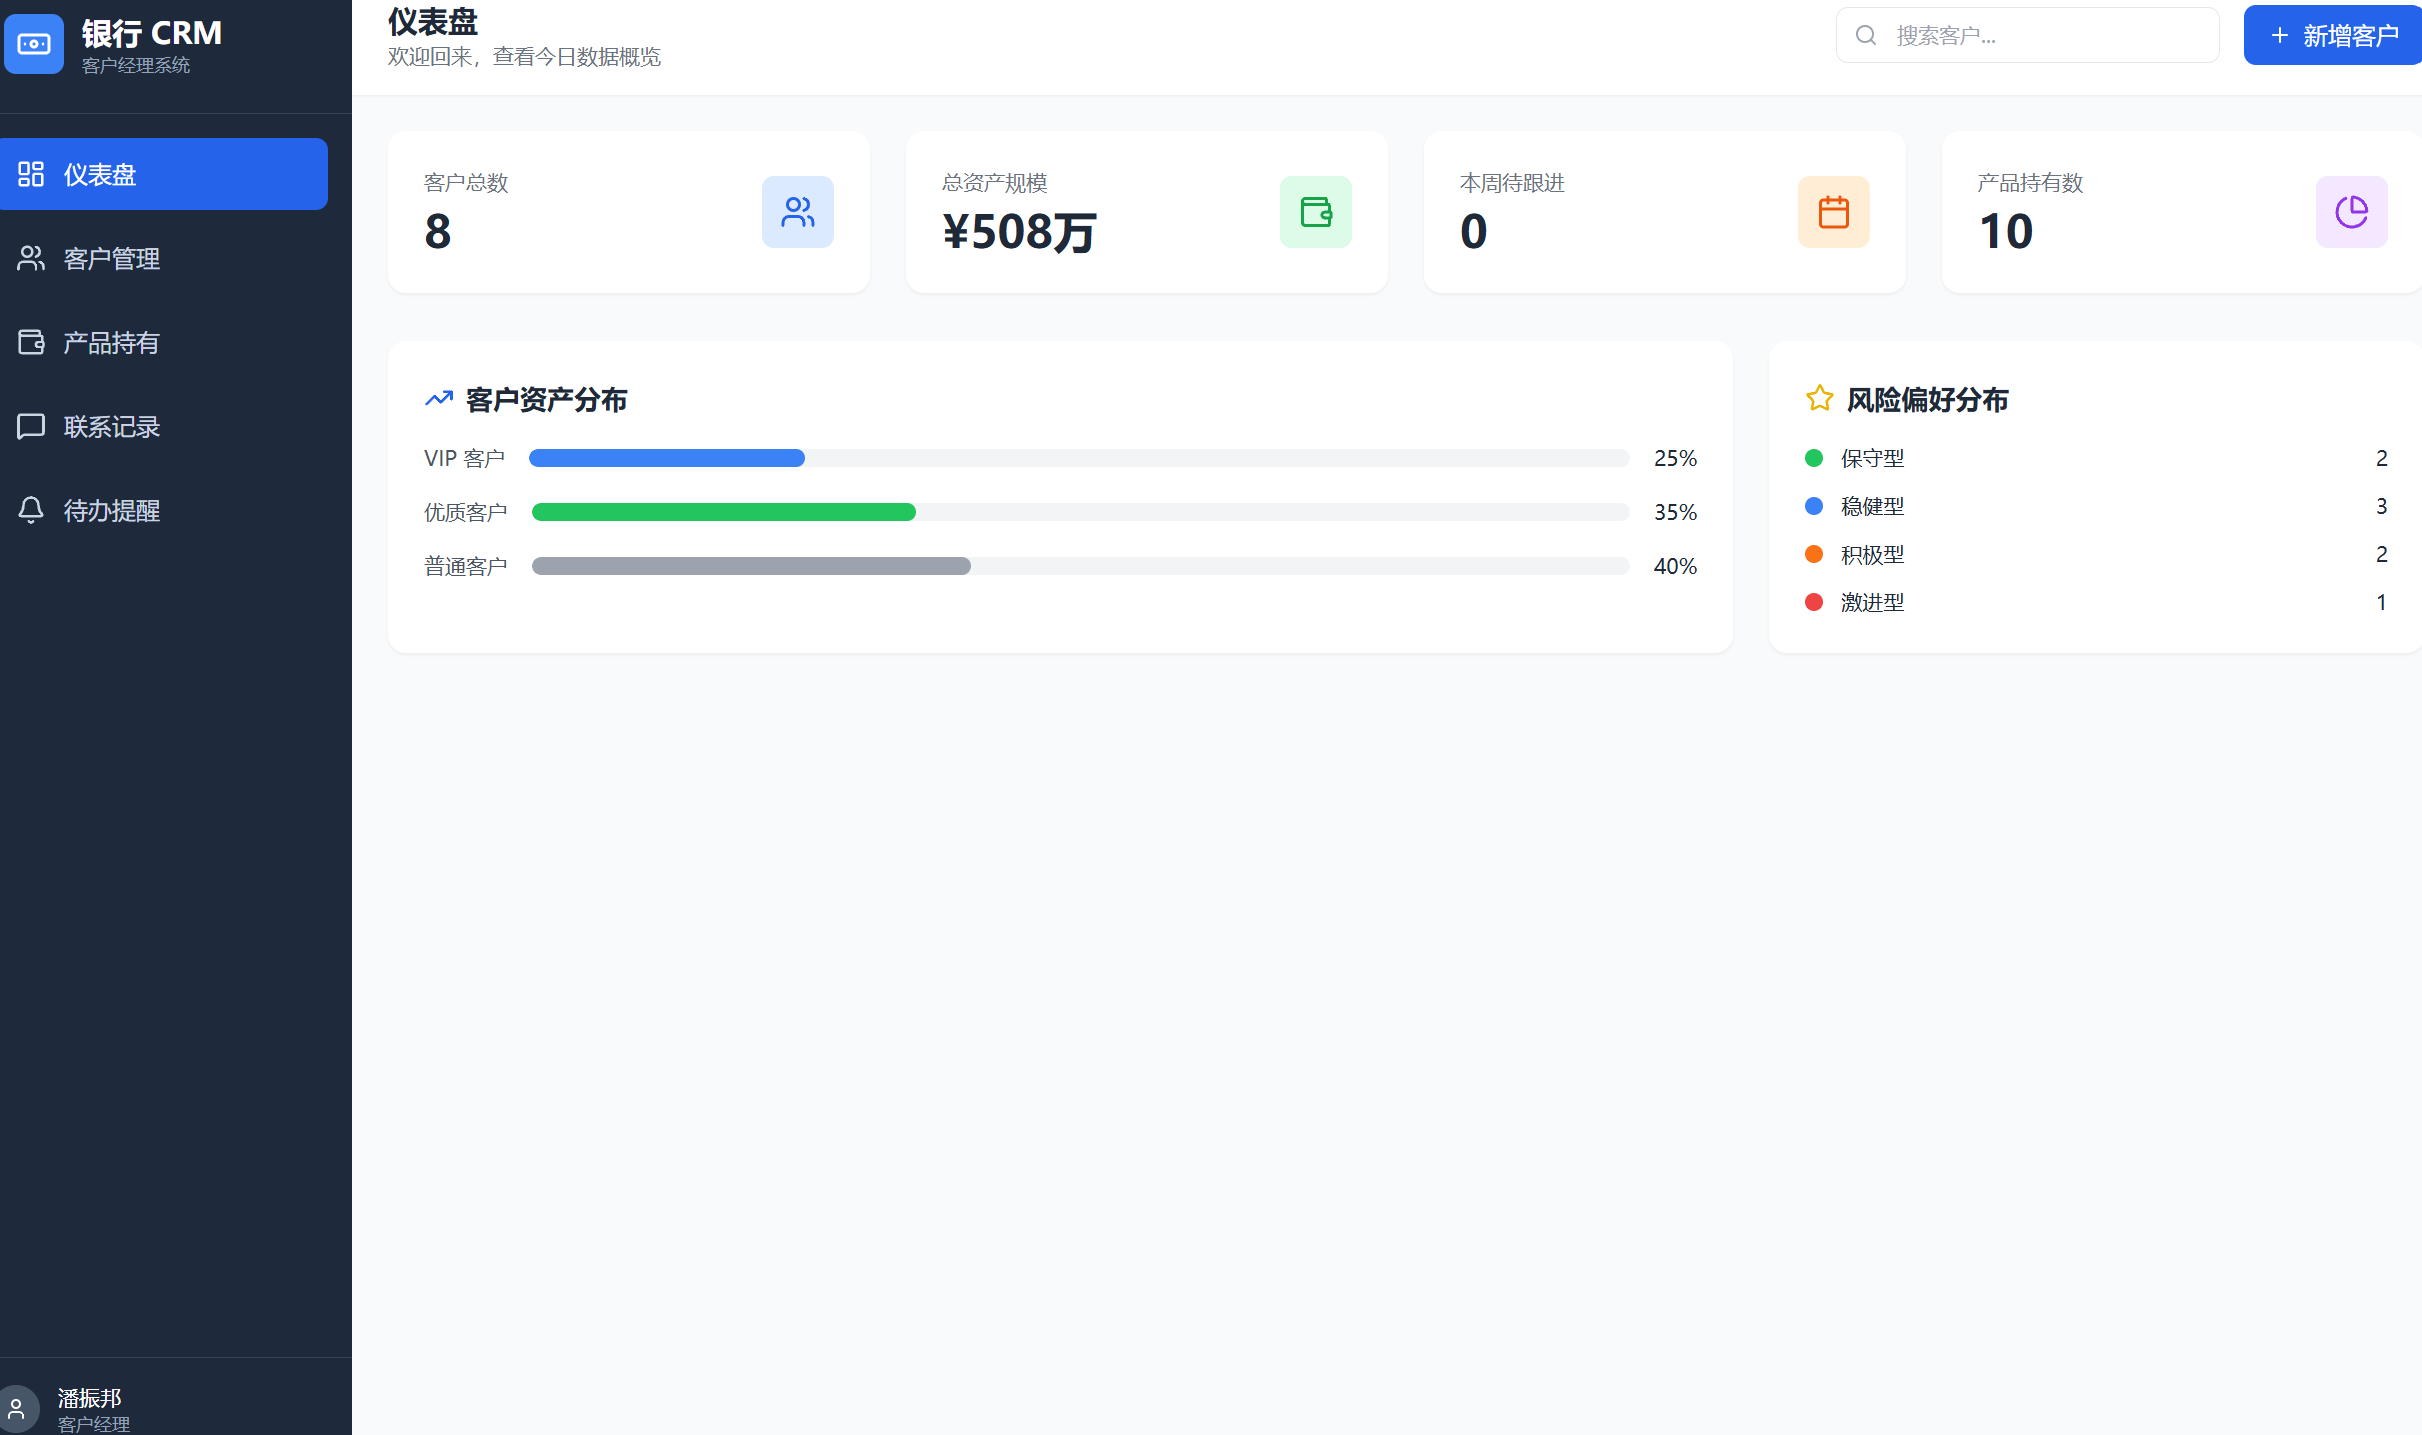 银行 CRM
客户经理系统
仪表盘
客户管理
产品持有
联系记录
待办提醒
潘振邦
客户经理
仪表盘
欢迎回来，查看今日数据概览
搜索客户...
新增客户
客户总数
8
总资产规模
¥508万
本周待跟进
0
产品持有数
10
客户资产分布
VIP 客户 25%
优质客户 35%
普通客户 40%
风险偏好分布
保守型 2
稳健型 3
积极型 2
激进型 1